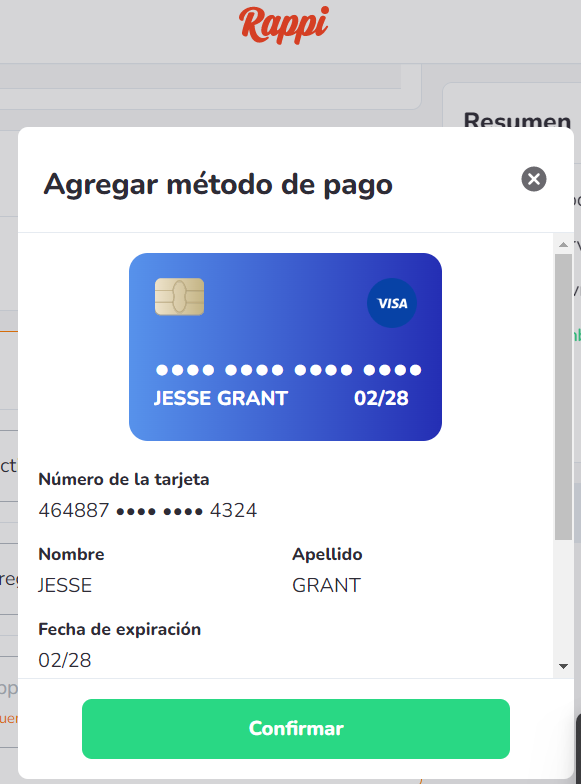 Rappi
Resumen
Agregar método de pago
VISA
JESSE GRANT 02/28
Número de la tarjeta
464887 •••• •••• 4324
Nombre Apellido
JESSE GRANT
Fecha de expiración
02/28
Confirmar